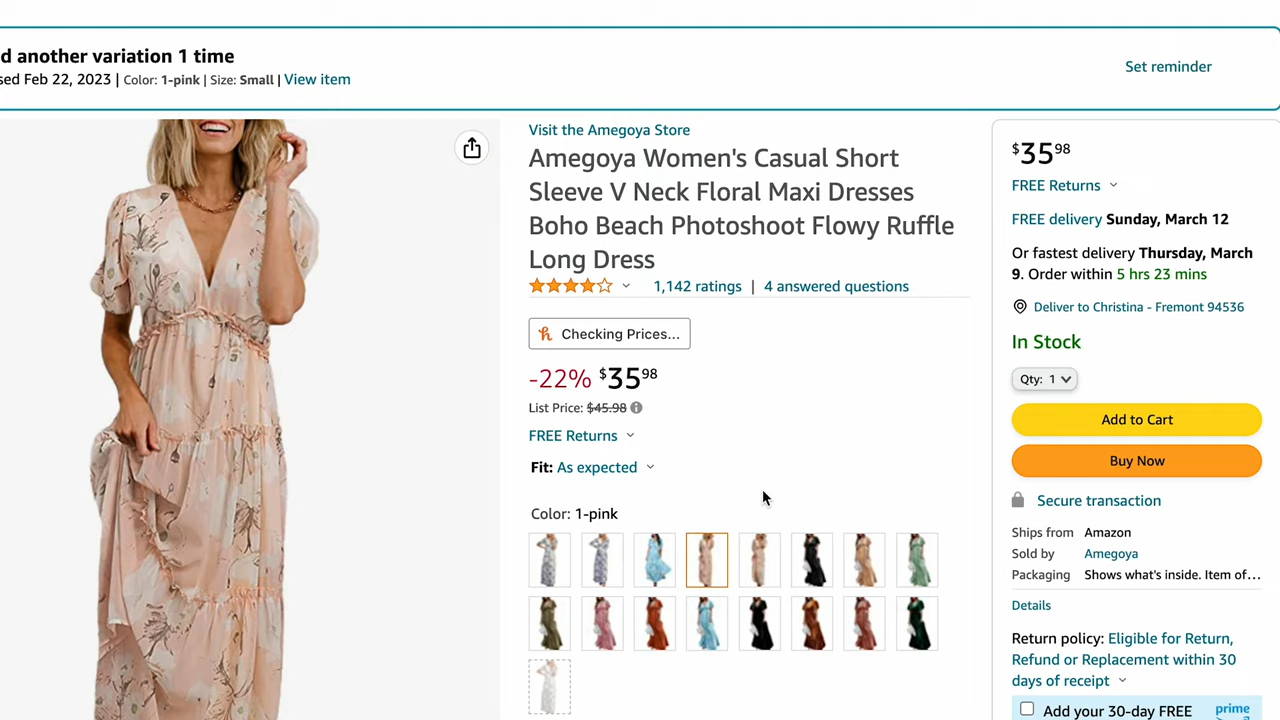 d another variation 1 time
sed Feb 22, 2023 | Color: 1-pink | Size: Small | View item
Set reminder
Visit the Amegoya Store
Amegoya Women's Casual Short
Sleeve V Neck Floral Maxi Dresses
Boho Beach Photoshoot Flowy Ruffle
Long Dress
1,142 ratings | 4 answered questions
Checking Prices...
-22% $35 98
List Price: $45.98
FREE Returns
Fit: As expected
Color: 1-pink
$35 98
FREE Returns
FREE delivery Sunday, March 12
Or fastest delivery Thursday, March
9. Order within 5 hrs 23 mins
Deliver to Christina - Fremont 94536
In Stock
Qty: 1
Add to Cart
Buy Now
Secure transaction
Ships from Amazon
Sold by Amegoya
Packaging Shows what's inside. Item of...
Details
Return policy: Eligible for Return,
Refund or Replacement within 30
days of receipt
Add your 30-day FREE prime